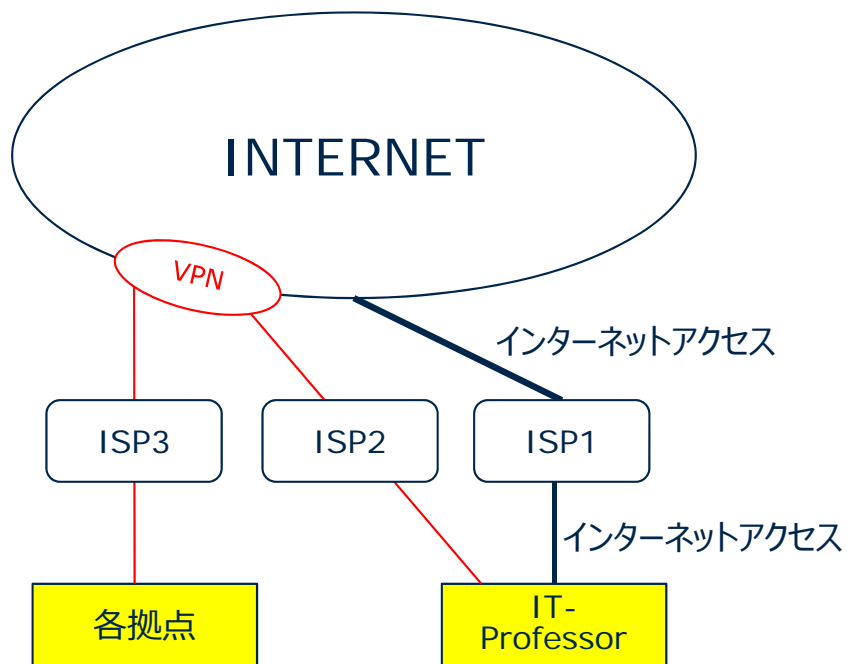 INTERNET
VPN
インターネットアクセス
ISP3
ISP2
ISP1
インターネットアクセス
各拠点
IT-
Professor